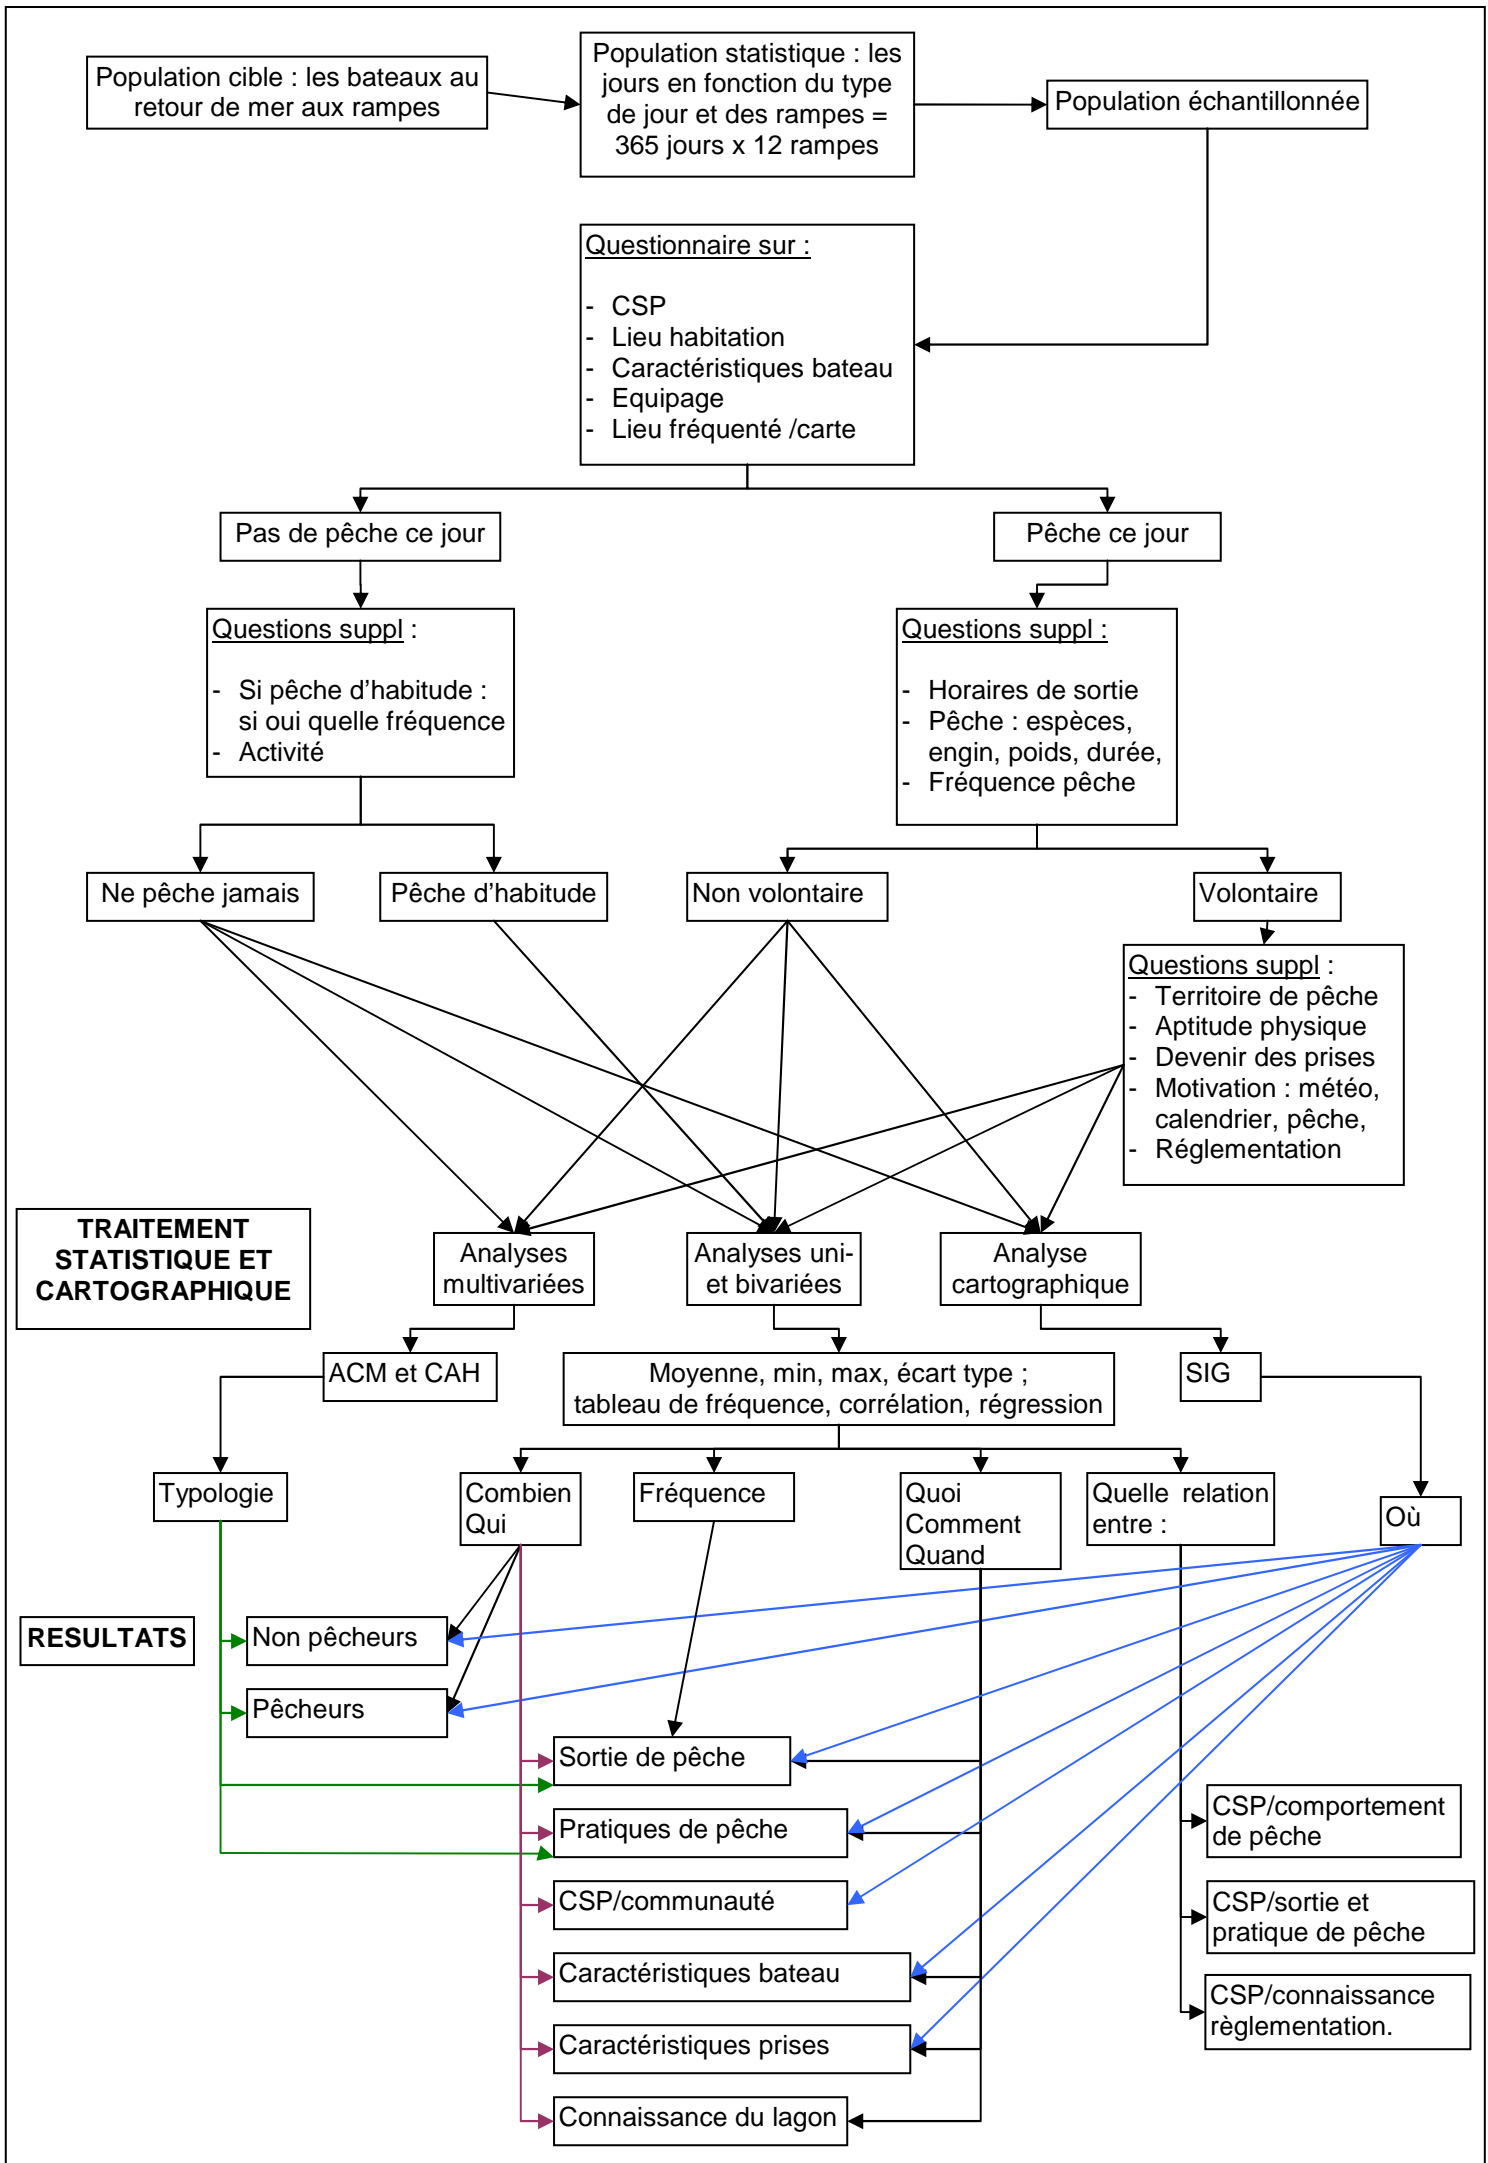 Population cible : les bateaux au
retour de mer aux rampes
Population statistique : les
jours en fonction du type
de jour et des rampes =
365 jours x 12 rampes
Population échantillonnée
Questionnaire sur :
- CSP
- Lieu habitation
- Caractéristiques bateau
- Equipage
- Lieu fréquenté /carte
Pas de pêche ce jour
Pêche ce jour
Questions suppl :
- Si pêche d'habitude :
si oui quelle fréquence
- Activité
Questions suppl :
- Horaires de sortie
- Pêche : espèces,
engin, poids, durée,
- Fréquence pêche
Ne pêche jamais
Pêche d'habitude
Non volontaire
Volontaire
Questions suppl :
- Territoire de pêche
- Aptitude physique
- Devenir des prises
- Motivation : météo,
calendrier, pêche,
- Réglementation
TRAITEMENT
STATISTIQUE ET
CARTOGRAPHIQUE
Analyses
multivariées
Analyses uni-
et bivariées
Analyse
cartographique
ACM et CAH
Moyenne, min, max, écart type ;
tableau de fréquence, corrélation, régression
SIG
Typologie
Combien
Qui
Fréquence
Quoi
Comment
Quand
Quelle relation
entre :
Où
RESULTATS
Non pêcheurs
Pêcheurs
Sortie de pêche
Pratiques de pêche
CSP/communauté
Caractéristiques bateau
Caractéristiques prises
Connaissance du lagon
CSP/comportement
de pêche
CSP/sortie et
pratique de pêche
CSP/connaissance
règlementation.